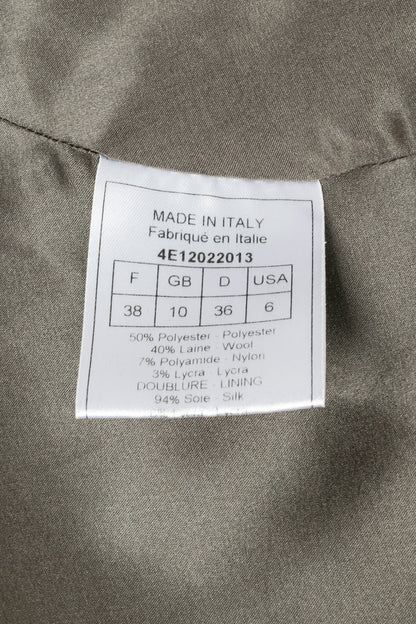 MADE IN ITALY
Fabriqué en Italie
4E12022013
F GB D USA
38 10 36 6
50% Polyester - Polyester
40% Laine - Wool
7% Polyamide - Nylon
3% Lycra - Lycra
DOUBLURE - LINING
94% Soie - Silk